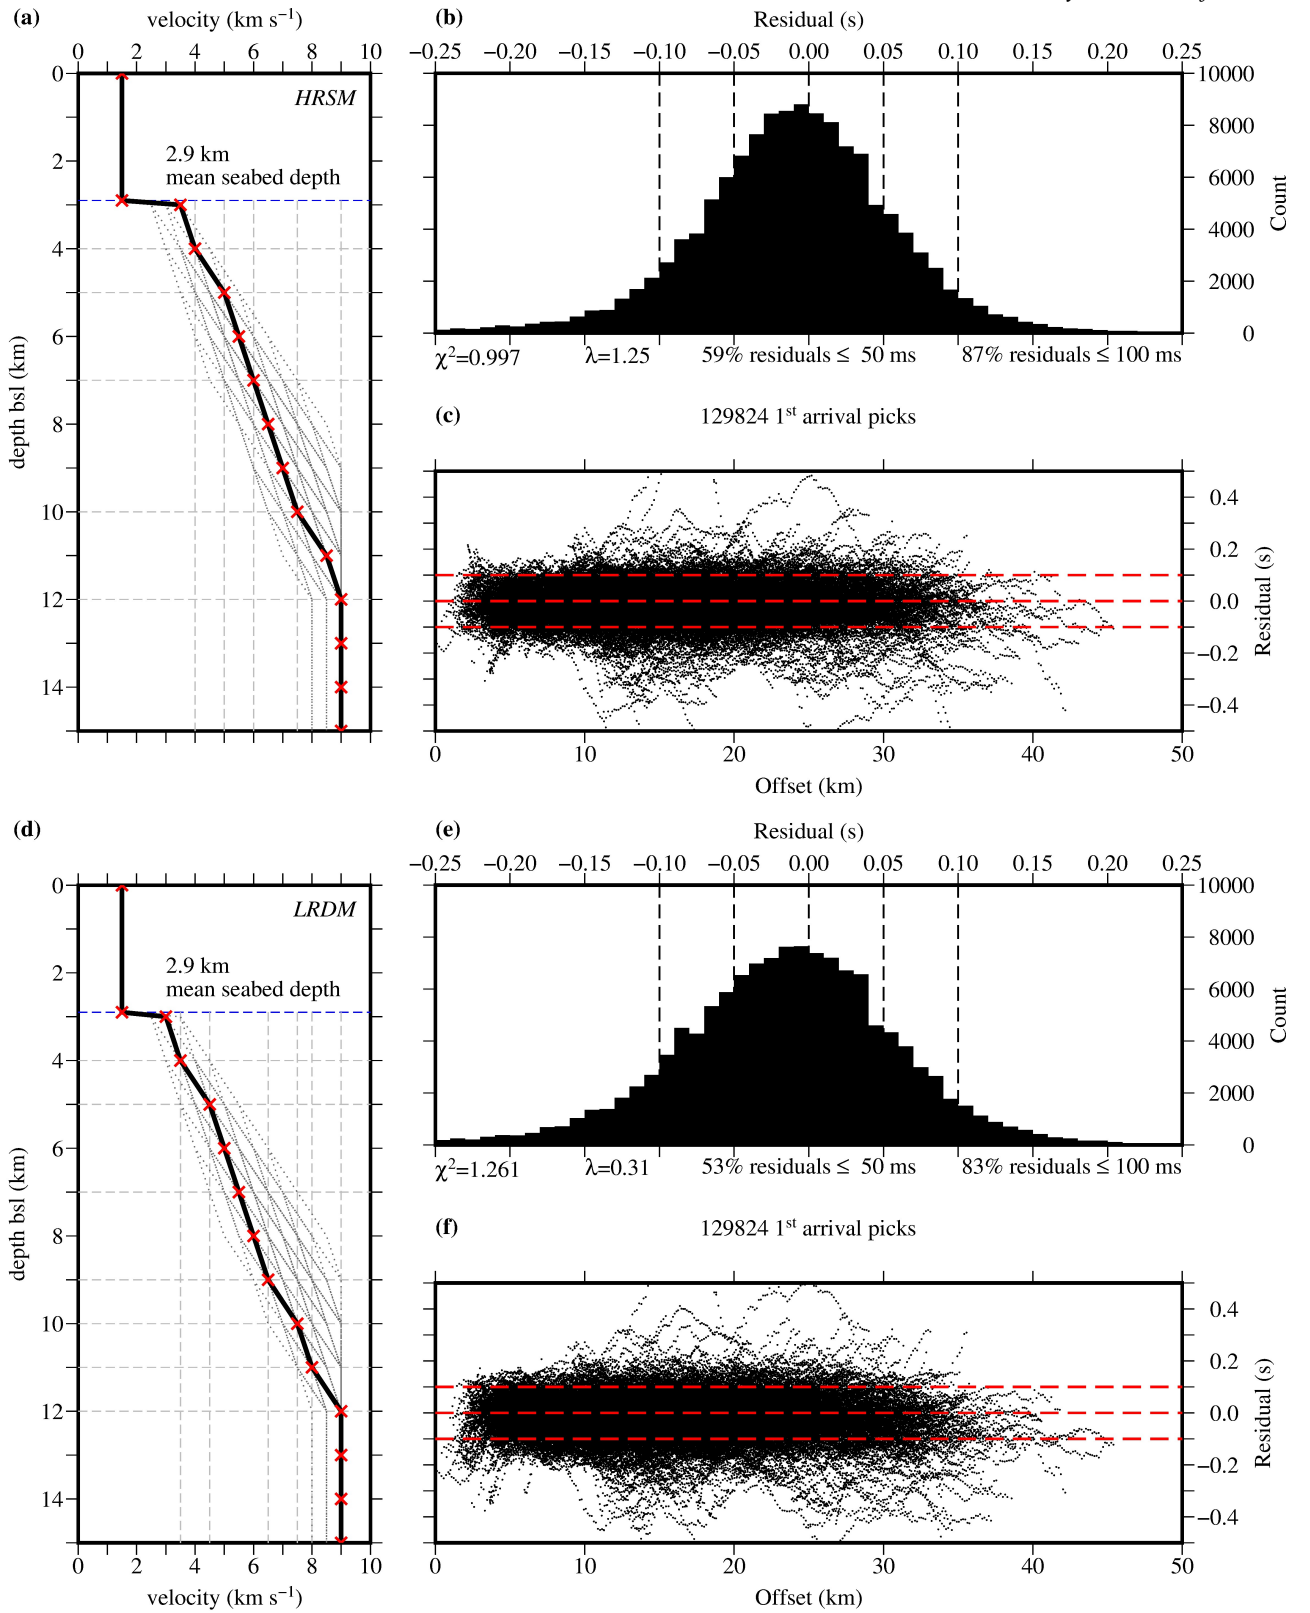 (a)
velocity (km s⁻¹)
0 2 4 6 8 10
HRSM
2.9 km
mean seabed depth
0
2
4
6
8
10
12
14
depth bsl (km)
(b)
Residual (s)
−0.25 −0.20 −0.15 −0.10 −0.05 0.00 0.05 0.10 0.15 0.20 0.25
10000
8000
6000
4000
2000
0
Count
χ²=0.997 λ=1.25 59% residuals ≤ 50 ms 87% residuals ≤ 100 ms
(c)
129824 1ˢᵗ arrival picks
0.4
0.2
0.0
−0.2
−0.4
Residual (s)
0 10 20 30 40 50
Offset (km)
(d)
LRDM
2.9 km
mean seabed depth
0
2
4
6
8
10
12
14
depth bsl (km)
0 2 4 6 8 10
velocity (km s⁻¹)
(e)
Residual (s)
−0.25 −0.20 −0.15 −0.10 −0.05 0.00 0.05 0.10 0.15 0.20 0.25
10000
8000
6000
4000
2000
0
Count
χ²=1.261 λ=0.31 53% residuals ≤ 50 ms 83% residuals ≤ 100 ms
(f)
129824 1ˢᵗ arrival picks
0.4
0.2
0.0
−0.2
−0.4
Residual (s)
0 10 20 30 40 50
Offset (km)